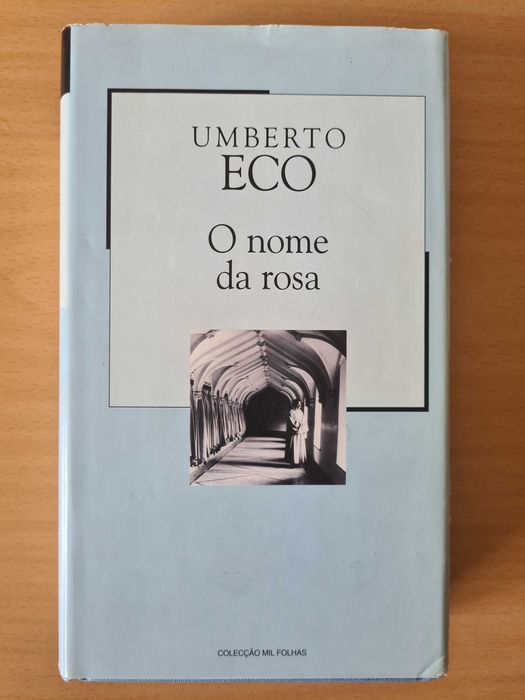 UMBERTO
ECO
O nome
da rosa
COLECÇÃO MIL FOLHAS